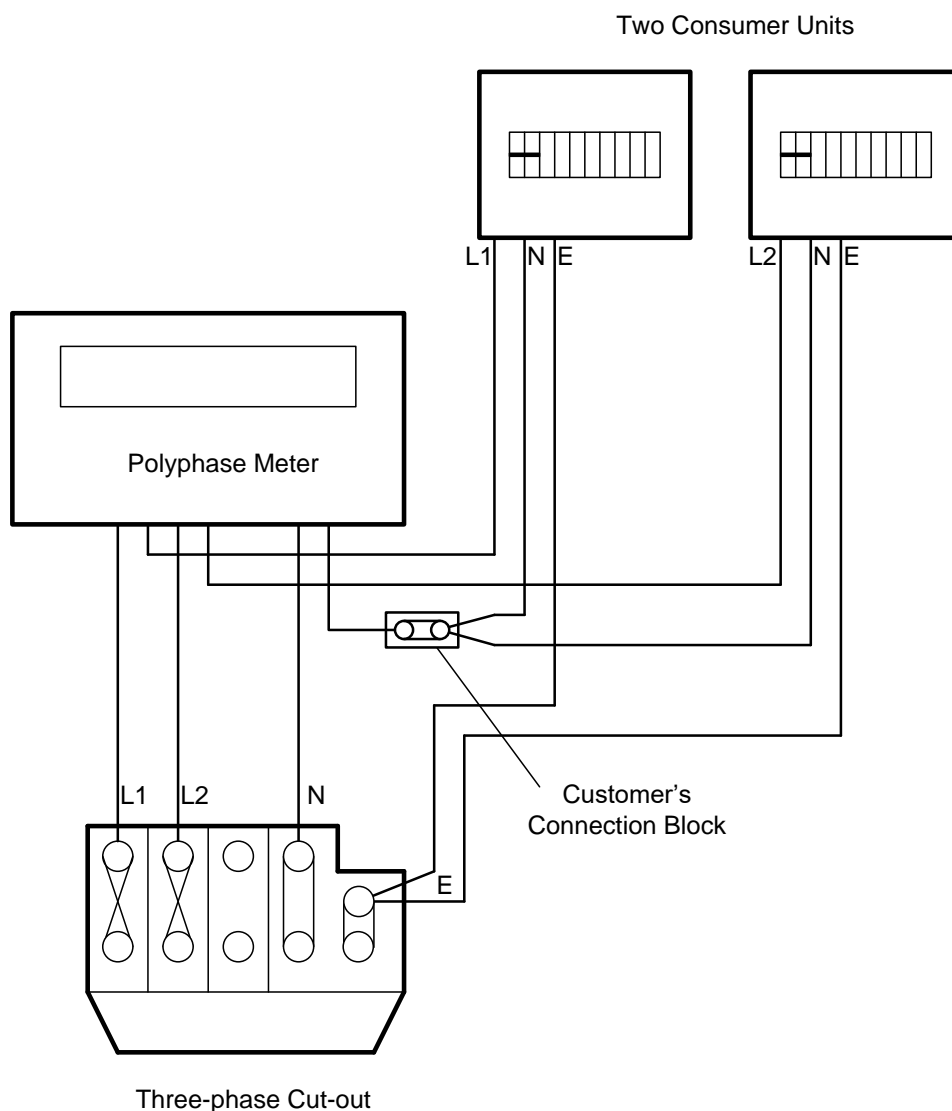 Two Consumer Units
L1 N E
L2 N E
Polyphase Meter
L1 L2 N
Customer's
Connection Block
E
Three-phase Cut-out